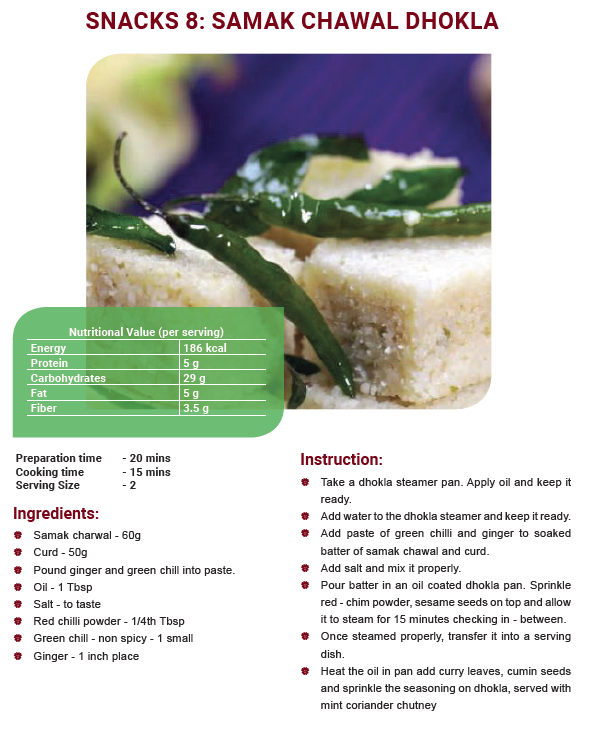 SNACKS 8: SAMAK CHAWAL DHOKLA
Nutritional Value (per serving)
Energy 186 kcal
Protein 5 g
Carbohydrates 29 g
Fat 5 g
Fiber 3.5 g
Preparation time - 20 mins
Cooking time - 15 mins
Serving Size - 2
Ingredients:
Samak charwal - 60g
Curd - 50g
Pound ginger and green chill into paste.
Oil - 1 Tbsp
Salt - to taste
Red chilli powder - 1/4th Tbsp
Green chill - non spicy - 1 small
Ginger - 1 inch place
Instruction:
Take a dhokla steamer pan. Apply oil and keep it
ready.
Add water to the dhokla steamer and keep it ready.
Add paste of green chilli and ginger to soaked
batter of samak chawal and curd.
Add salt and mix it properly.
Pour batter in an oil coated dhokla pan. Sprinkle
red - chim powder, sesame seeds on top and allow
it to steam for 15 minutes checking in - between.
Once steamed properly, transfer it into a serving
dish.
Heat the oil in pan add curry leaves, cumin seeds
and sprinkle the seasoning on dhokla, served with
mint coriander chutney